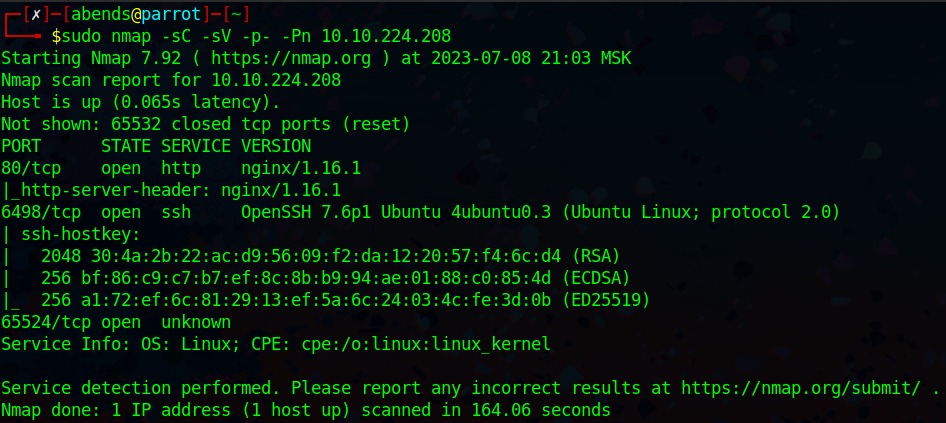 ┌─[✗]─[abends@parrot]─[~]
└──╼ $sudo nmap -sC -sV -p- -Pn 10.10.224.208
Starting Nmap 7.92 ( https://nmap.org ) at 2023-07-08 21:03 MSK
Nmap scan report for 10.10.224.208
Host is up (0.065s latency).
Not shown: 65532 closed tcp ports (reset)
PORT      STATE SERVICE VERSION
80/tcp    open  http    nginx/1.16.1
|_http-server-header: nginx/1.16.1
6498/tcp  open  ssh     OpenSSH 7.6p1 Ubuntu 4ubuntu0.3 (Ubuntu Linux; protocol 2.0)
| ssh-hostkey:
|   2048 30:4a:2b:22:ac:d9:56:09:f2:da:12:20:57:f4:6c:d4 (RSA)
|   256 bf:86:c9:c7:b7:ef:8c:8b:b9:94:ae:01:88:c0:85:4d (ECDSA)
|_  256 a1:72:ef:6c:81:29:13:ef:5a:6c:24:03:4c:fe:3d:0b (ED25519)
65524/tcp open  unknown
Service Info: OS: Linux; CPE: cpe:/o:linux:linux_kernel

Service detection performed. Please report any incorrect results at https://nmap.org/submit/ .
Nmap done: 1 IP address (1 host up) scanned in 164.06 seconds